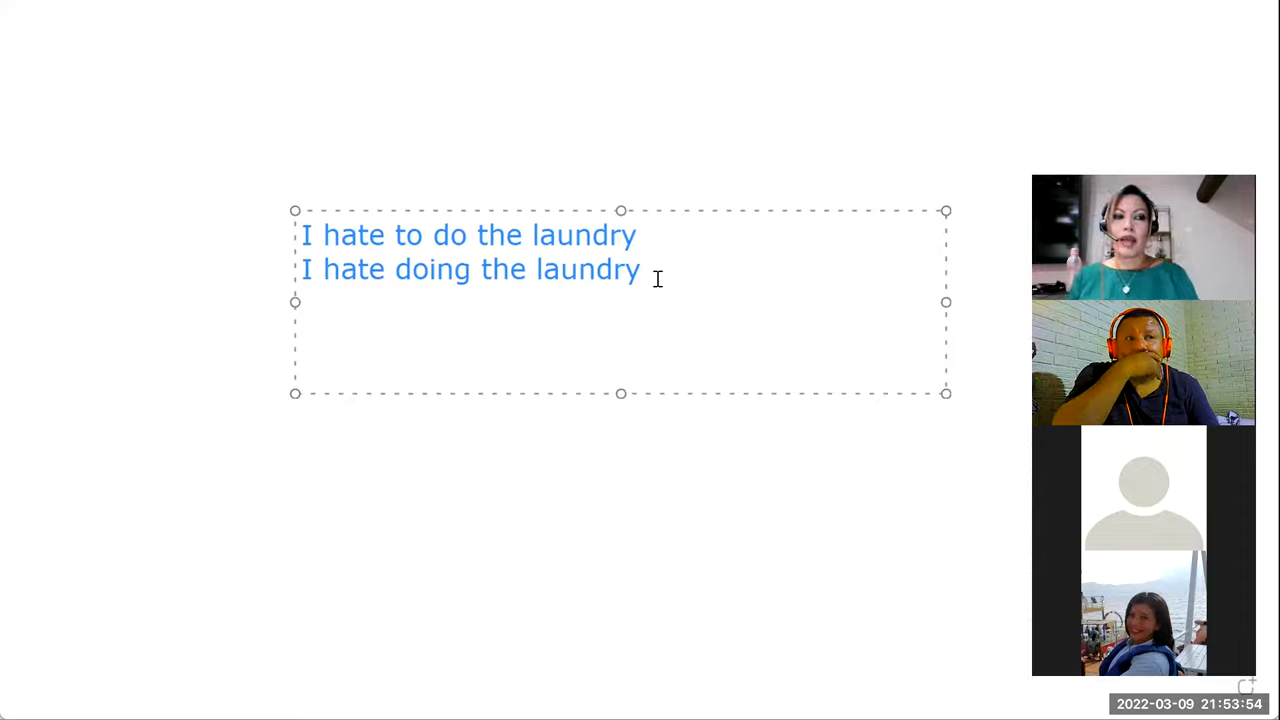 I hate to do the laundry
I hate doing the laundry
2022-03-09 21:53:54